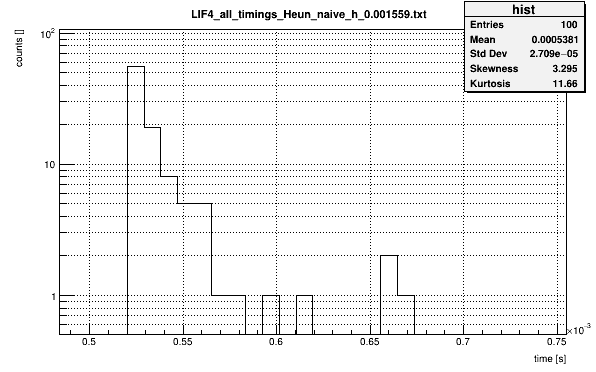 LIF4_all_timings_Heun_naive_h_0.001559.txt
hist
Entries 100
Mean 0.0005381
Std Dev 2.709e−05
Skewness 3.295
Kurtosis 11.66
counts []
10²
10
1
0.5 0.55 0.6 0.65 0.7 0.75
×10⁻³
time [s]